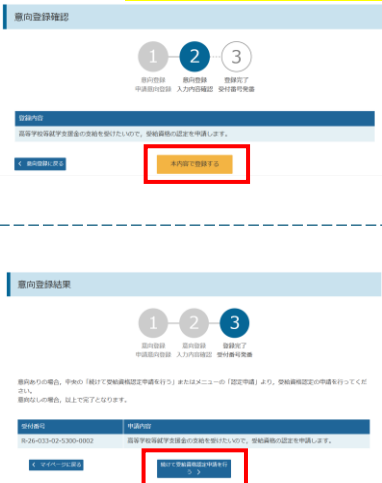 意向登録確認
1
2
3
意向登録
申請意向登録
意向登録
入力内容確認
登録完了
受付番号発番
登録内容
高等学校等就学支援金の支給を受けたいので、受給資格の認定を申請します。
< 意向登録に戻る
本内容で登録する
意向登録結果
1
2
3
意向登録
申請意向登録
意向登録
入力内容確認
登録完了
受付番号発番
意向ありの場合、中央の「続けて受給資格認定申請を行う」またはメニューの「認定申請」より、受給資格認定の申請を行ってくだ
さい。
意向なしの場合、以上で完了となります。
受付番号
申請内容
R-26-033-02-5300-0002
高等学校等就学支援金の支給を受けたいので、受給資格の認定を申請します。
< マイページに戻る
続けて受給資格認定申請を行
う >